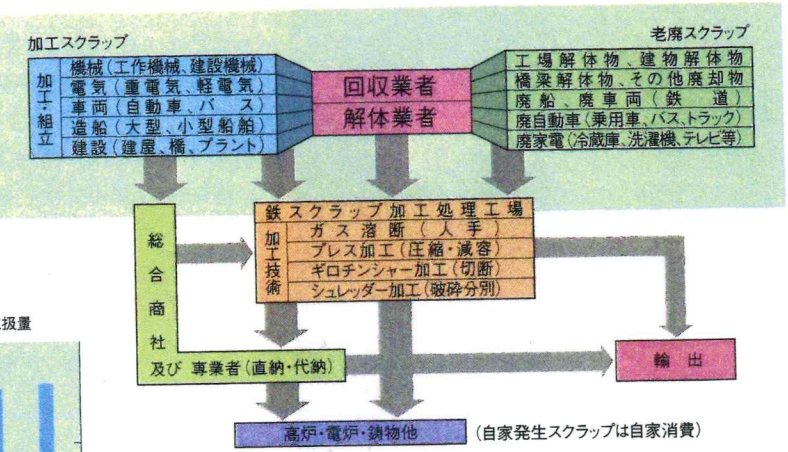 加工スクラップ
老廃スクラップ
加工・組立
機械(工作機械、建設機械)
電気(重電気、軽電気)
車両(自動車、バス)
造船(大型、小型船舶)
建設(建屋、橋、プラント)
回収業者
解体業者
工場解体物、建物解体物
橋梁解体物、その他廃却物
廃船、廃車両(鉄道)
廃自動車(乗用車、バス、トラック)
廃家電(冷蔵庫、洗濯機、テレビ等)
鉄スクラップ加工処理工場
加工技術
ガス溶断(人手)
プレス加工(圧縮・減容)
ギロチンシャー加工(切断)
シュレッダー加工(破砕分別)
総合商社
及び 専業者(直納・代納)
扱量
輸出
高炉・電炉・鋳物他
(自家発生スクラップは自家消費)